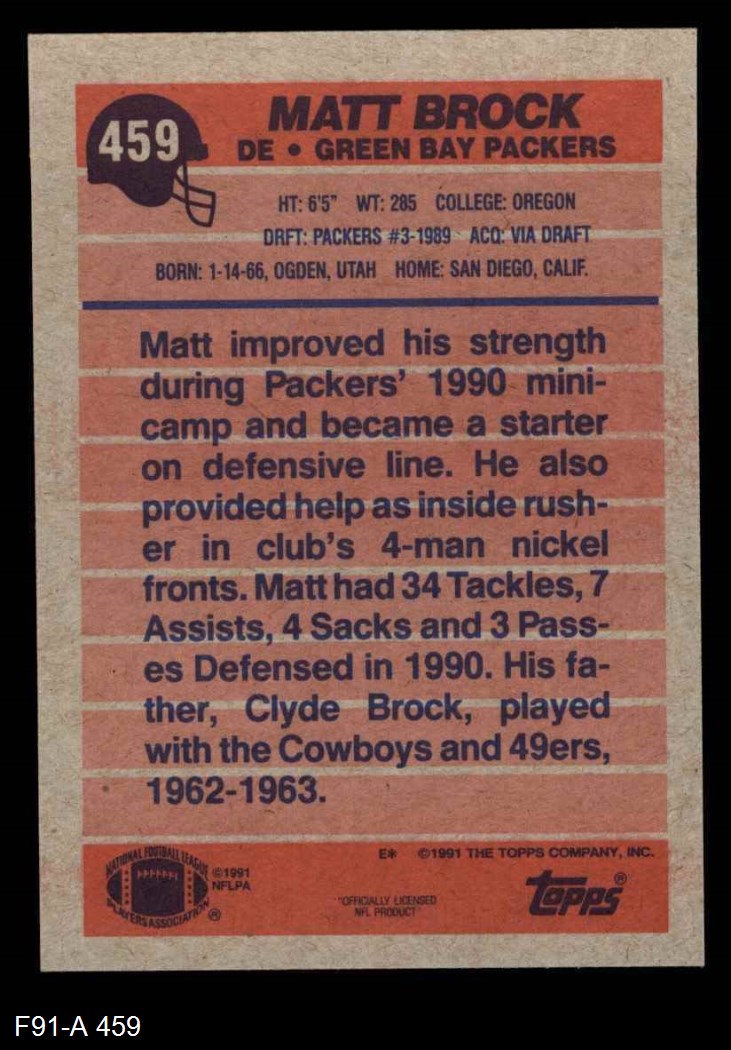 459
MATT BROCK
DE • GREEN BAY PACKERS
HT: 6'5" WT: 285 COLLEGE: OREGON
DRFT: PACKERS #3-1989 ACQ: VIA DRAFT
BORN: 1-14-66, OGDEN, UTAH HOME: SAN DIEGO, CALIF.
Matt improved his strength
during Packers' 1990 mini-
camp and became a starter
on defensive line. He also
provided help as inside rush-
er in club's 4-man nickel
fronts. Matt had 34 Tackles, 7
Assists, 4 Sacks and 3 Pass-
es Defensed in 1990. His fa-
ther, Clyde Brock, played
with the Cowboys and 49ers,
1962-1963.
NATIONAL FOOTBALL LEAGUE
PLAYERS ASSOCIATION ®
©1991
NFLPA
E* ©1991 THE TOPPS COMPANY, INC.
"OFFICIALLY LICENSED
NFL PRODUCT"
topps®
F91-A 459